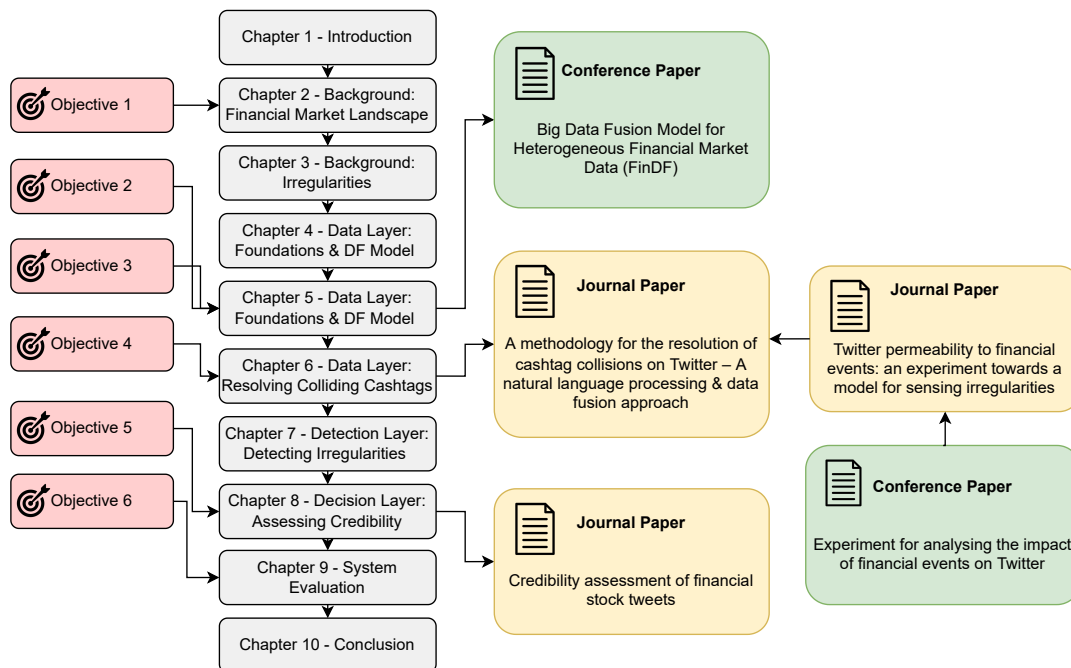 Chapter 1 - Introduction
Chapter 2 - Background:
Financial Market Landscape
Chapter 3 - Background:
Irregularities
Chapter 4 - Data Layer:
Foundations & DF Model
Chapter 5 - Data Layer:
Foundations & DF Model
Chapter 6 - Data Layer:
Resolving Colliding Cashtags
Chapter 7 - Detection Layer:
Detecting Irregularities
Chapter 8 - Decision Layer:
Assessing Credibility
Chapter 9 - System
Evaluation
Chapter 10 - Conclusion
Objective 1
Objective 2
Objective 3
Objective 4
Objective 5
Objective 6
Conference Paper
Big Data Fusion Model for
Heterogeneous Financial Market
Data (FinDF)
Journal Paper
A methodology for the resolution of
cashtag collisions on Twitter – A
natural language processing & data
fusion approach
Journal Paper
Credibility assessment of financial
stock tweets
Journal Paper
Twitter permeability to financial
events: an experiment towards a
model for sensing irregularities
Conference Paper
Experiment for analysing the impact
of financial events on Twitter